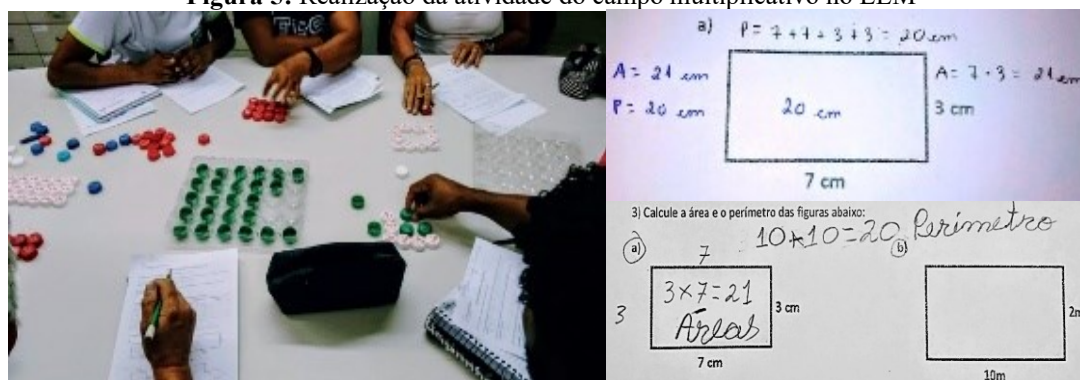 Figura 3: Realização da atividade do campo multiplicativo no LEM
a) P = 7 + 7 + 3 + 3 = 20 cm
A = 21 cm
P = 20 cm
20 cm
A = 7 · 3 = 21 cm
3 cm
7 cm
3) Calcule a área e o perímetro das figuras abaixo:
10+10=20 Perímetro
a)
7
3
3×7=21
Áreas
3 cm
7 cm
b)
10m